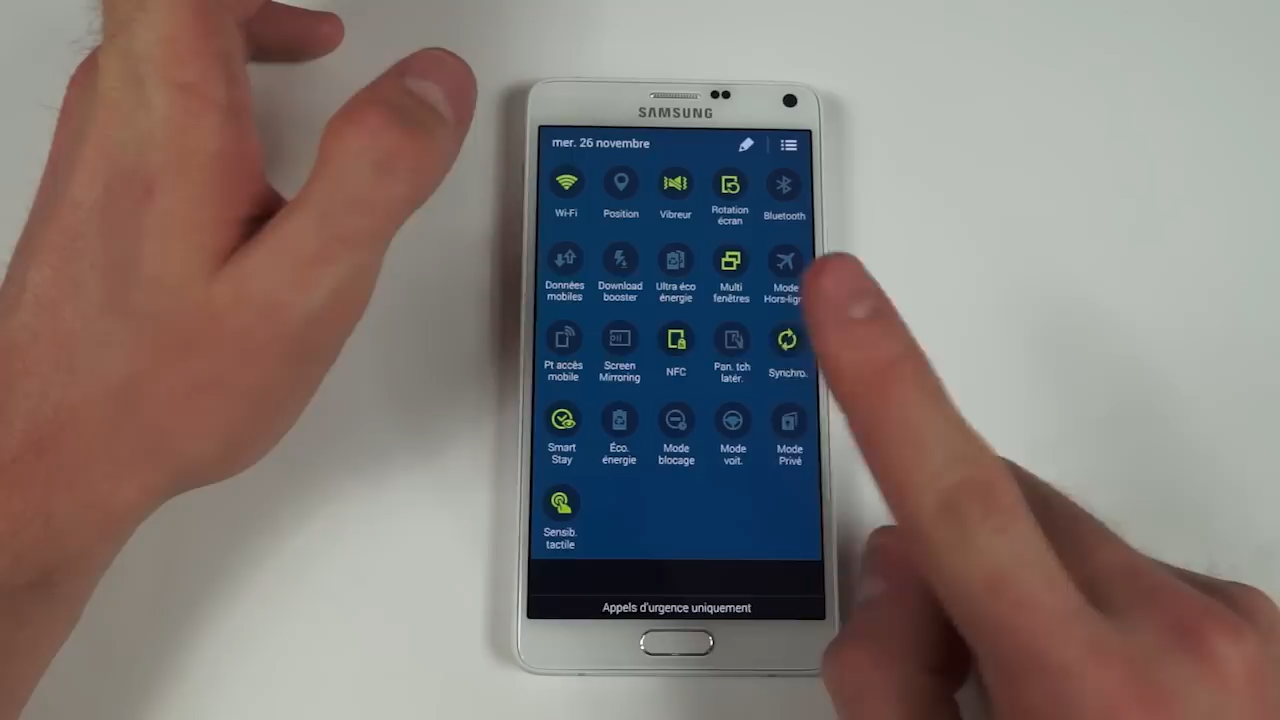 SAMSUNG
mer. 26 novembre
Wi-Fi
Position
Vibreur
Rotation
écran
Bluetooth
Données
mobiles
Download
booster
Ultra éco
énergie
Multi
fenêtres
Mode
Pt accès
mobile
Screen
Mirroring
NFC
Pan. tch
latér.
Synchro.
Smart
Stay
Éco.
énergie
Mode
blocage
Mode
voit.
Mode
Privé
Sensib.
tactile
Appels d'urgence uniquement